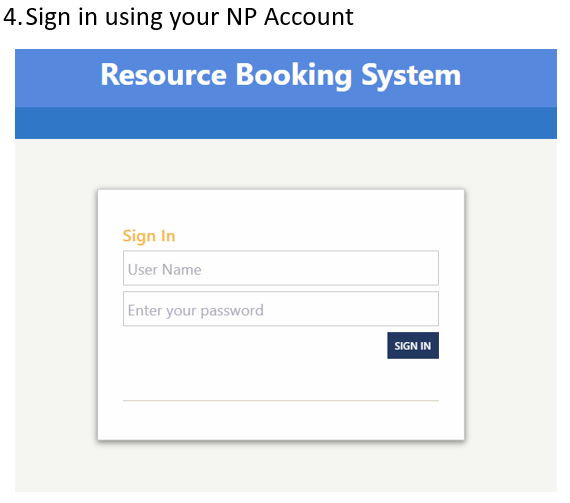 4. Sign in using your NP Account
Resource Booking System
Sign In
User Name
Enter your password
SIGN IN